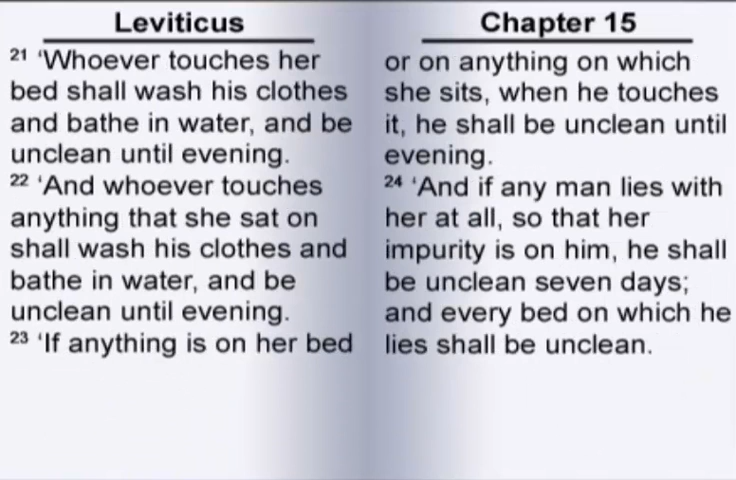 Leviticus
21 ‘Whoever touches her
bed shall wash his clothes
and bathe in water, and be
unclean until evening.
22 ‘And whoever touches
anything that she sat on
shall wash his clothes and
bathe in water, and be
unclean until evening.
23 ‘If anything is on her bed
Chapter 15
or on anything on which
she sits, when he touches
it, he shall be unclean until
evening.
24 ‘And if any man lies with
her at all, so that her
impurity is on him, he shall
be unclean seven days;
and every bed on which he
lies shall be unclean.